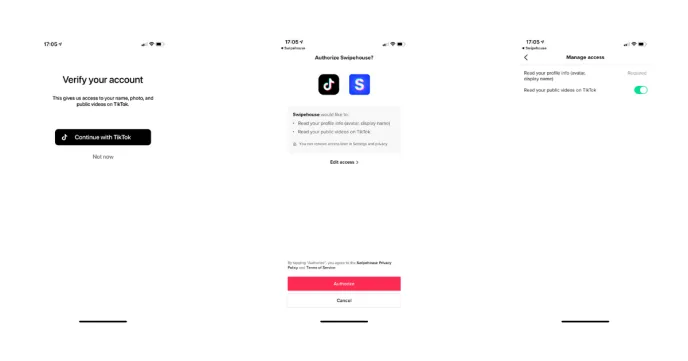 17:05
Verify your account
This gives us access to your name, photo, and
public videos on TikTok.
Continue with TikTok
Not now
17:05
Swipehouse
Authorize Swipehouse?
S
Swipehouse would like to:
• Read your profile info (avatar, display name)
• Read your public videos on TikTok
You can remove access later in Settings and privacy
Edit access >
By tapping "Authorize", you agree to the Swipehouse Privacy
Policy and Terms of Service
Authorize
Cancel
17:05
Swipehouse
Manage access
Read your profile info (avatar,
display name)
Required
Read your public videos on TikTok